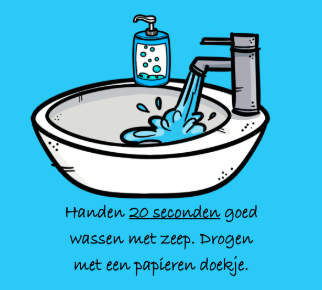 Handen 20 seconden goed
wassen met zeep. Drogen
met een papieren doekje.